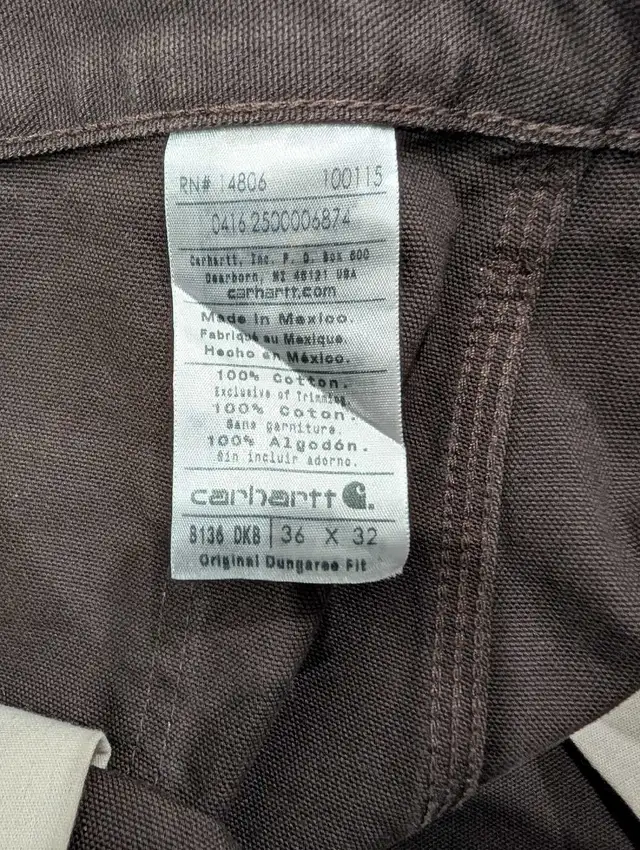 RN# 14806 100115
0416 2500006874
Carhartt, Inc. P. O. Box 600
Dearborn, MI 48121 USA
carhartt.com
Made In Mexico.
Fabriqué au Mexique.
Hecho en México.
100% Cotton.
Exclusive of Trimming.
100% Coton.
Sans garniture.
100% Algodón.
Sin incluir adorno.
carhartt
B136 DKB 36 X 32
Original Dungaree Fit